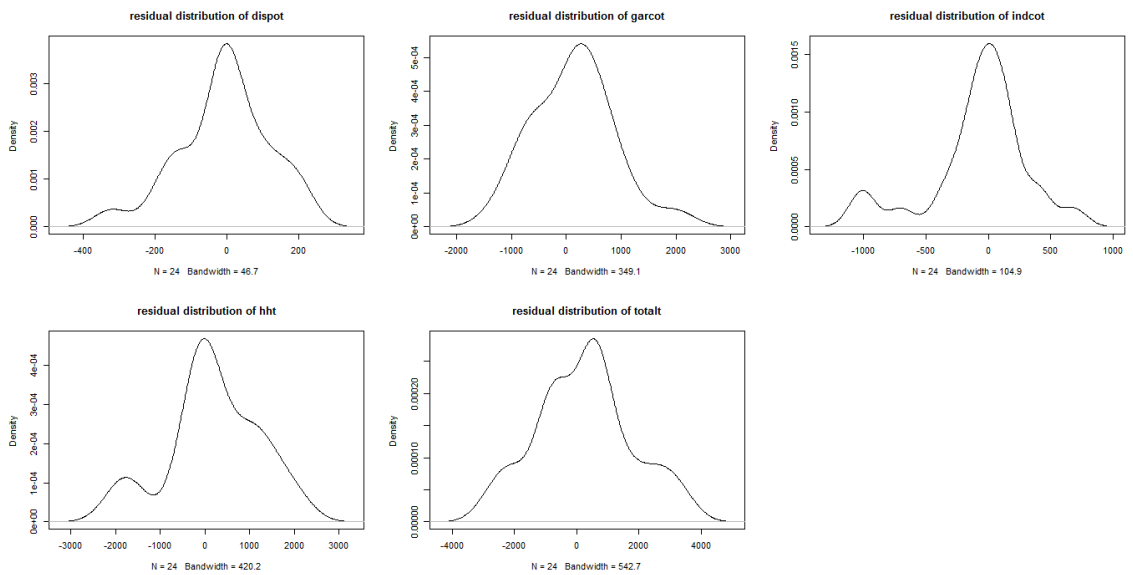 residual distribution of dispot
Density
0.000 0.001 0.002 0.003
-400 -200 0 200
N = 24 Bandwidth = 46.7
residual distribution of garcot
Density
0e+00 1e-04 2e-04 3e-04 4e-04 5e-04
-2000 -1000 0 1000 2000 3000
N = 24 Bandwidth = 349.1
residual distribution of indcot
Density
0.0000 0.0005 0.0010 0.0015
-1000 -500 0 500 1000
N = 24 Bandwidth = 104.9
residual distribution of hht
Density
0e+00 1e-04 2e-04 3e-04 4e-04
-3000 -2000 -1000 0 1000 2000 3000
N = 24 Bandwidth = 420.2
residual distribution of totalt
Density
0.00000 0.00010 0.00020
-4000 -2000 0 2000 4000
N = 24 Bandwidth = 542.7